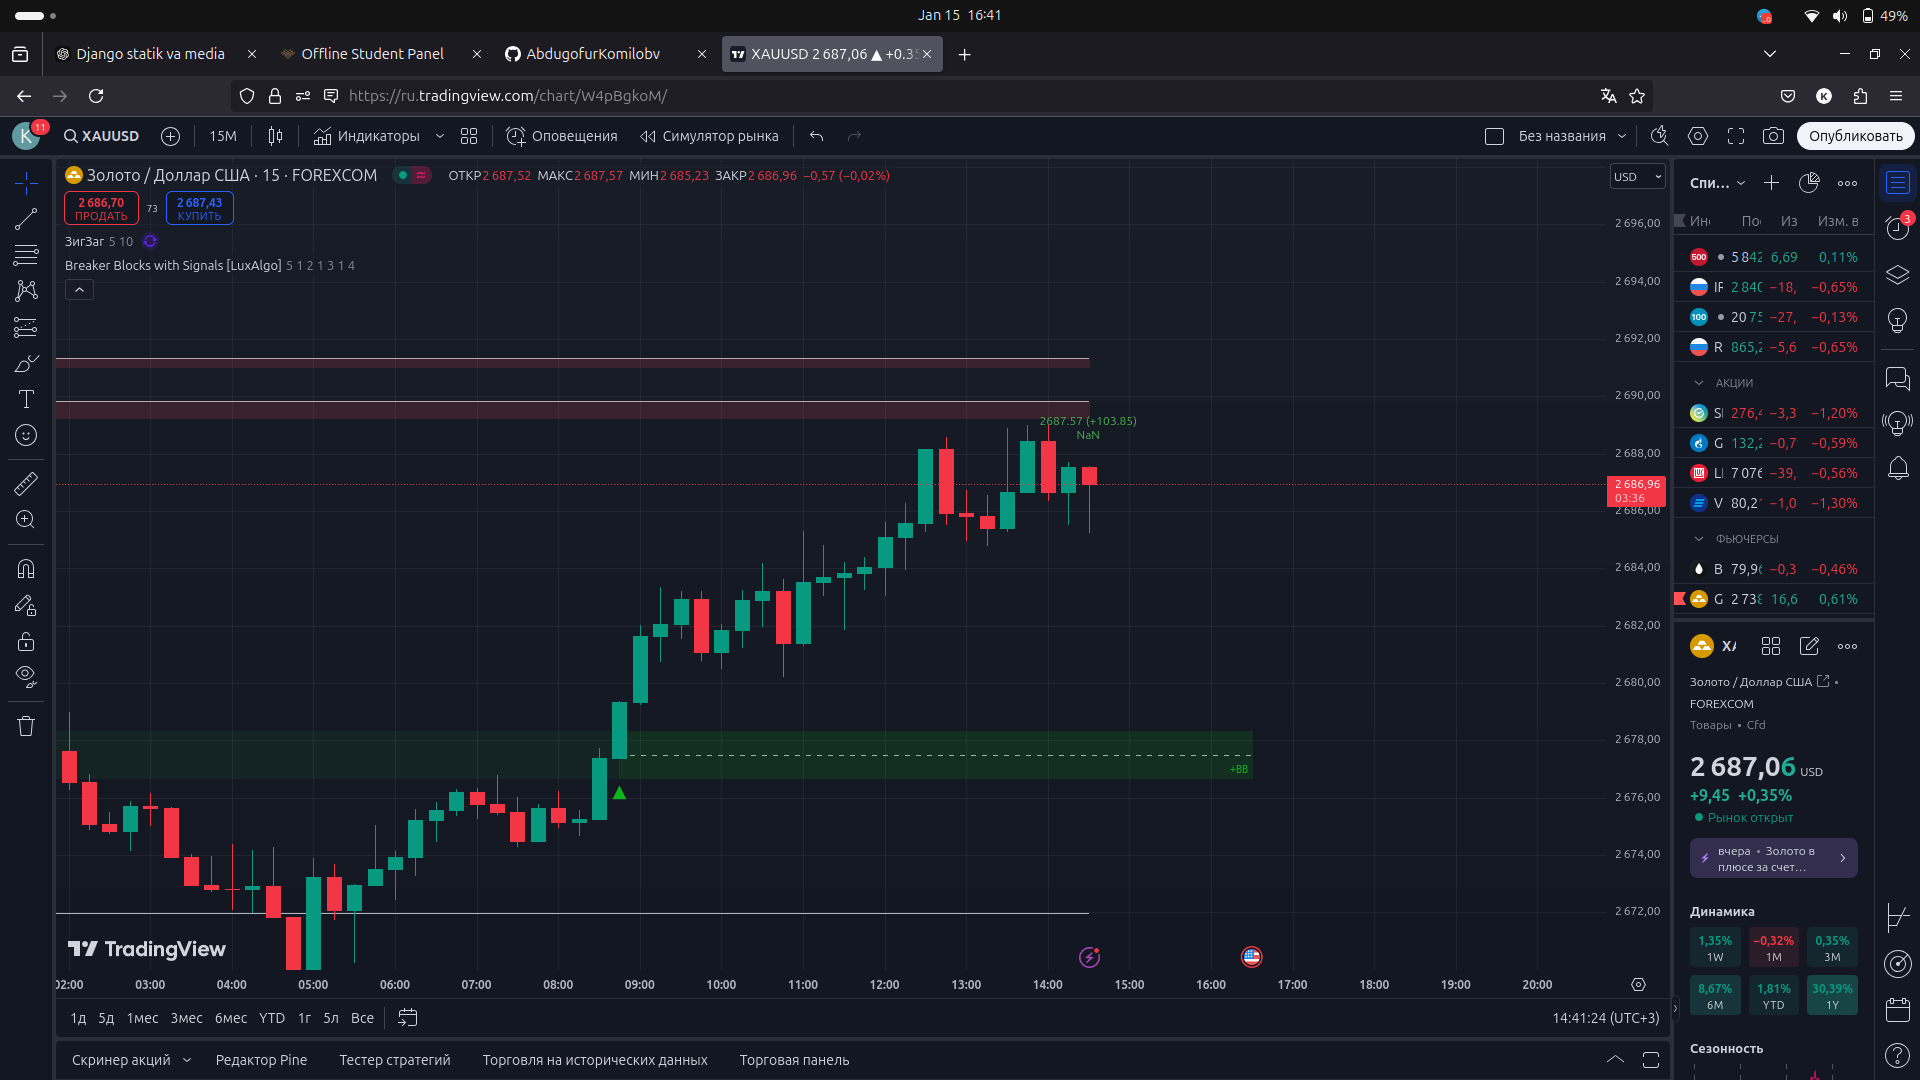 Jan 15 16:41
49%
Django statik va media
Offline Student Panel
AbdugofurKomilobv
XAUUSD 2 687,06 ▲ +0.35
https://ru.tradingview.com/chart/W4pBgkoM/
K
K
11
XAUUSD
15М
Индикаторы
Оповещения
Симулятор рынка
Без названия
Опубликовать
Золото / Доллар США · 15 · FOREXCOM
ОТКР2 687,52 МАКС2 687,57 МИН2 685,23 ЗАКР2 686,96 −0,57 (−0,02%)
2 686,70
ПРОДАТЬ
73
2 687,43
КУПИТЬ
ЗигЗаг 5 10
Breaker Blocks with Signals [LuxAlgo] 5 1 2 1 3 1 4
USD
2 696,00
2 694,00
2 692,00
2 690,00
2 688,00
2 686,96
03:36
2 686,00
2 684,00
2 682,00
2 680,00
2 678,00
2 676,00
2 674,00
2 672,00
2687.57 (+103.85)
NaN
+BB
TradingView
02:00 03:00 04:00 05:00 06:00 07:00 08:00 09:00 10:00 11:00 12:00 13:00 14:00 15:00 16:00 17:00 18:00 19:00 20:00
1д 5д 1мес 3мес 6мес YTD 1г 5л Все
14:41:24 (UTC+3)
Скринер акций
Редактор Pine
Тестер стратегий
Торговля на исторических данных
Торговая панель
Спи...
3
Ин По Из Изм. в
500 5 842 6,69 0,11%
2 840 −18, −0,65%
100 20 75 −27, −0,13%
R 865,2 −5,6 −0,65%
АКЦИИ
276,4 −3,3 −1,20%
G 132,2 −0,7 −0,59%
7 076 −39, −0,56%
V 80,2 −1,0 −1,30%
ФЬЮЧЕРСЫ
B 79,96 −0,3 −0,46%
G 2 738 16,6 0,61%
XA
Золото / Доллар США •
FOREXCOM
Товары • Cfd
2 687,06 USD
+9,45 +0,35%
Рынок открыт
вчера • Золото в
плюсе за счет...
Динамика
1,35% −0,32% 0,35%
1W 1M 3M
8,67% 1,81% 30,39%
6M YTD 1Y
Сезонность